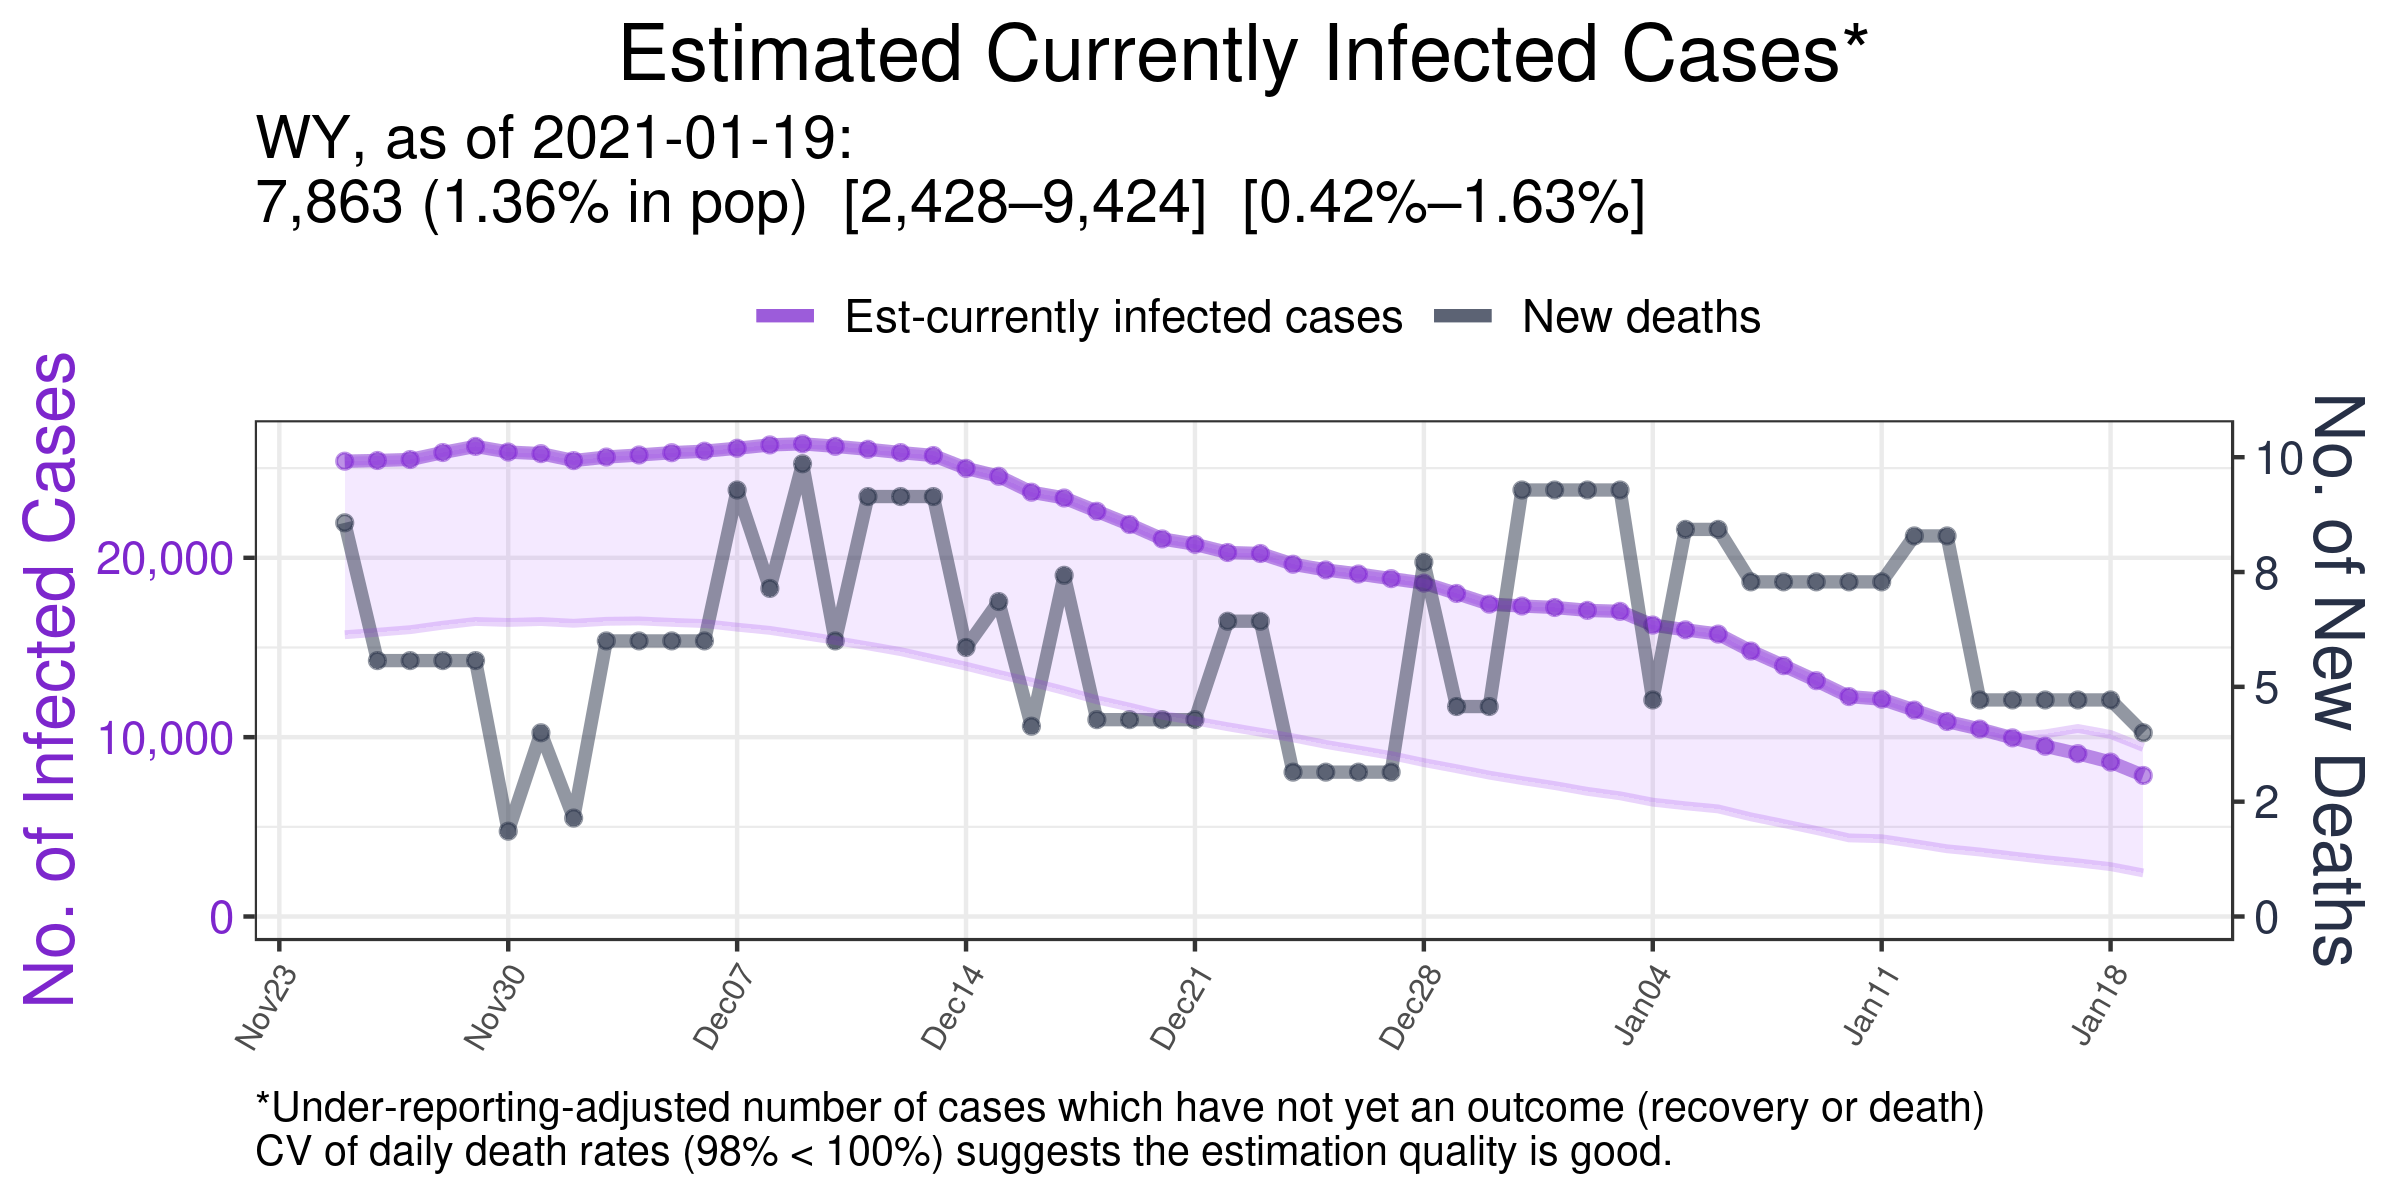 Estimated Currently Infected Cases*
WY, as of 2021-01-19:
7,863 (1.36% in pop)  [2,428–9,424]  [0.42%–1.63%]
Est-currently infected cases
New deaths
No. of Infected Cases
20,000
10,000
0
10
8
5
2
0
No. of New Deaths
Nov23
Nov30
Dec07
Dec14
Dec21
Dec28
Jan04
Jan11
Jan18
*Under-reporting-adjusted number of cases which have not yet an outcome (recovery or death)
CV of daily death rates (98% < 100%) suggests the estimation quality is good.